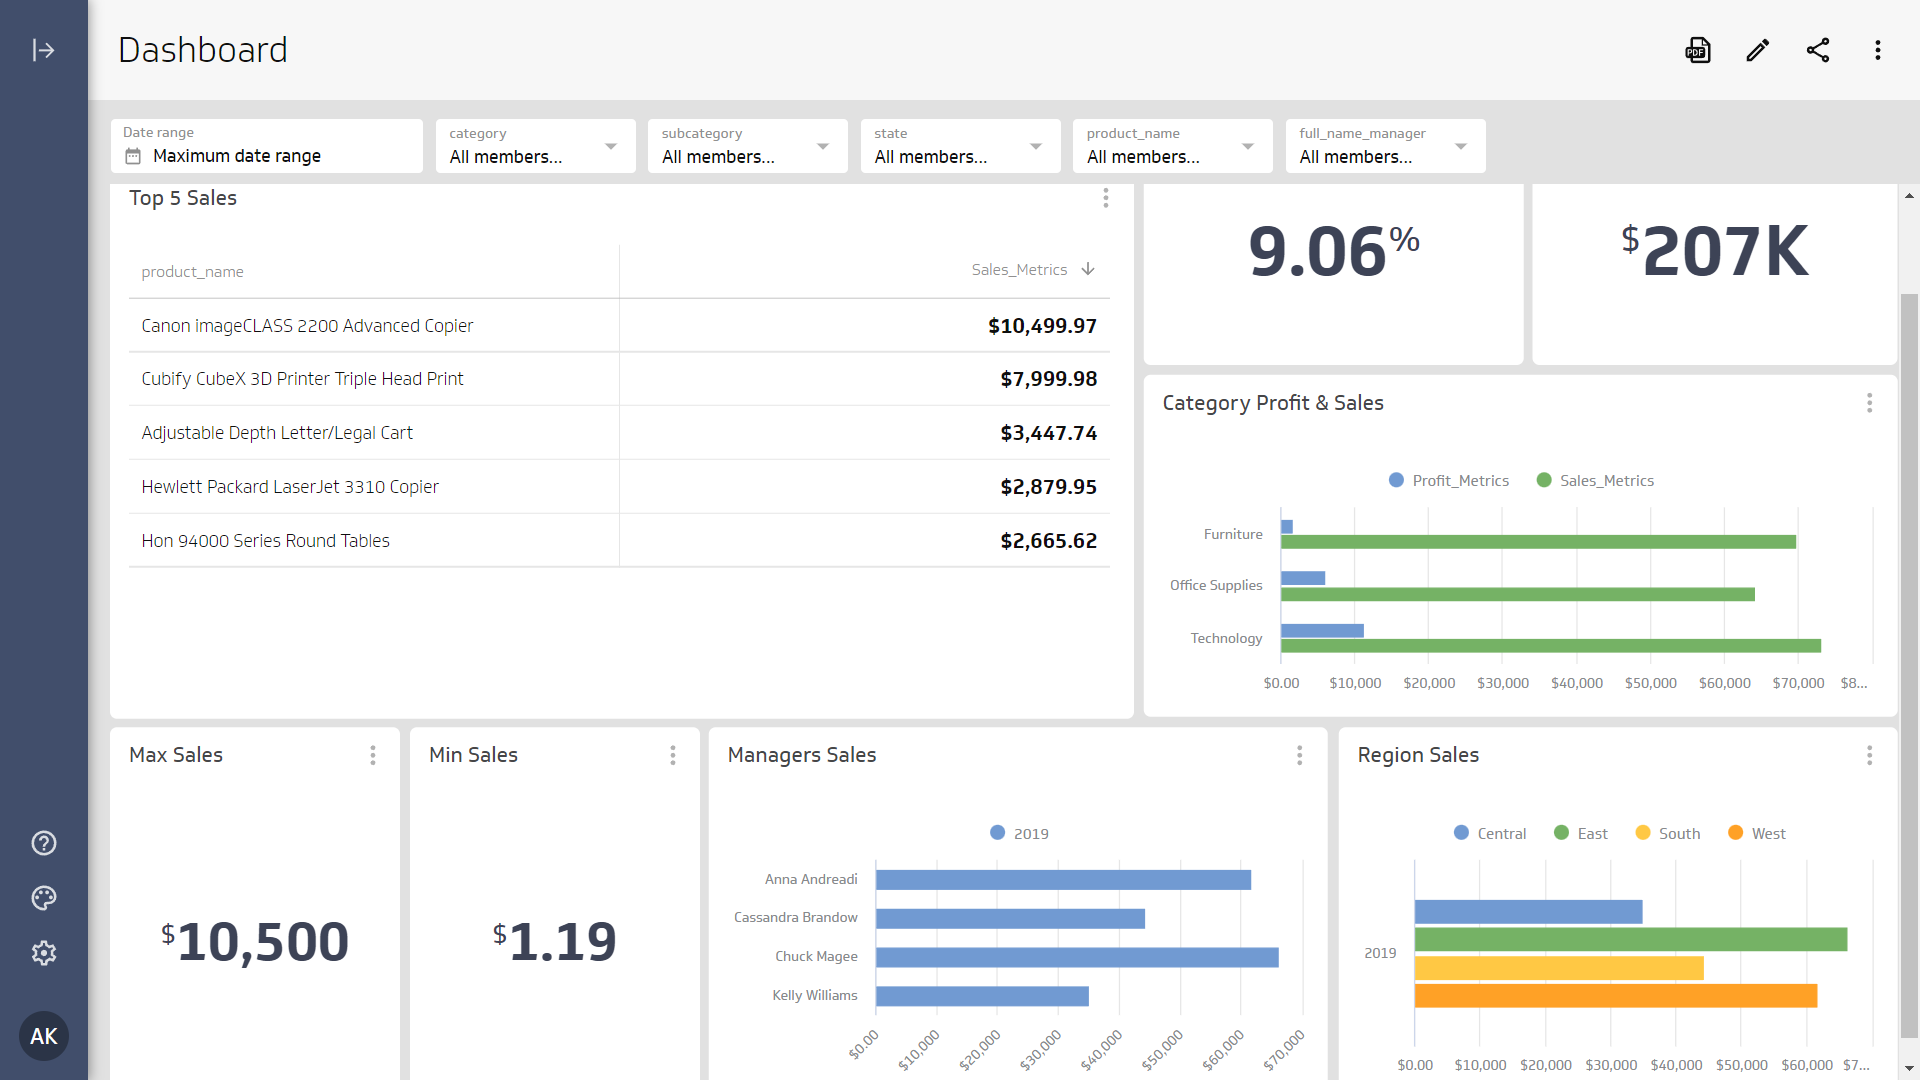 Dashboard
PDF
Date range
Maximum date range
category
All members...
subcategory
All members...
state
All members...
product_name
All members...
full_name_manager
All members...
Top 5 Sales
product_name
Sales_Metrics
Canon imageCLASS 2200 Advanced Copier
$10,499.97
Cubify CubeX 3D Printer Triple Head Print
$7,999.98
Adjustable Depth Letter/Legal Cart
$3,447.74
Hewlett Packard LaserJet 3310 Copier
$2,879.95
Hon 94000 Series Round Tables
$2,665.62
9.06%
$207K
Category Profit & Sales
Profit_Metrics
Sales_Metrics
Furniture
Office Supplies
Technology
$0.00 $10,000 $20,000 $30,000 $40,000 $50,000 $60,000 $70,000 $8...
Max Sales
$10,500
Min Sales
$1.19
Managers Sales
2019
Anna Andreadi
Cassandra Brandow
Chuck Magee
Kelly Williams
$0.00 $10,000 $20,000 $30,000 $40,000 $50,000 $60,000 $70,000
Region Sales
Central East South West
2019
$0.00 $10,000 $20,000 $30,000 $40,000 $50,000 $60,000 $7...
AK